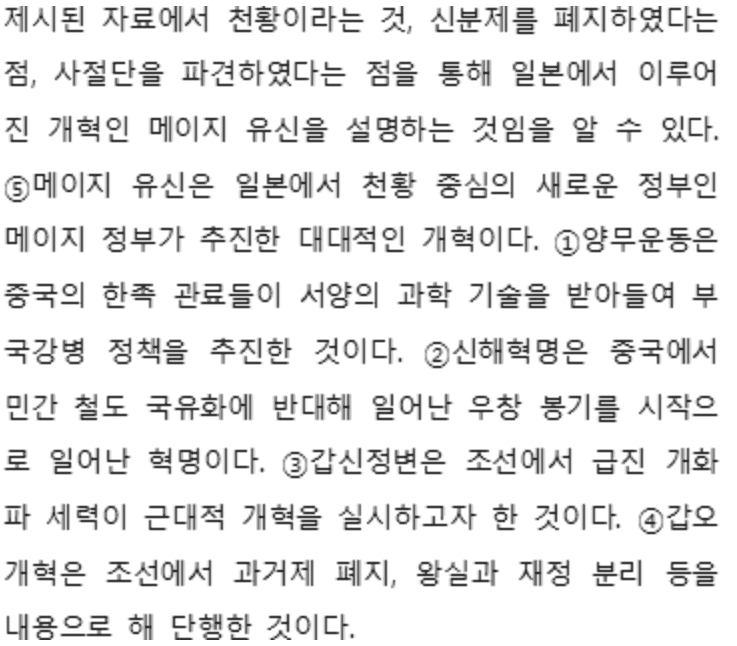 제시된 자료에서 천황이라는 것, 신분제를 폐지하였다는
점, 사절단을 파견하였다는 점을 통해 일본에서 이루어
진 개혁인 메이지 유신을 설명하는 것임을 알 수 있다.
⑤메이지 유신은 일본에서 천황 중심의 새로운 정부인
메이지 정부가 추진한 대대적인 개혁이다. ①양무운동은
중국의 한족 관료들이 서양의 과학 기술을 받아들여 부
국강병 정책을 추진한 것이다. ②신해혁명은 중국에서
민간 철도 국유화에 반대해 일어난 우창 봉기를 시작으
로 일어난 혁명이다. ③갑신정변은 조선에서 급진 개화
파 세력이 근대적 개혁을 실시하고자 한 것이다. ④갑오
개혁은 조선에서 과거제 폐지, 왕실과 재정 분리 등을
내용으로 해 단행한 것이다.